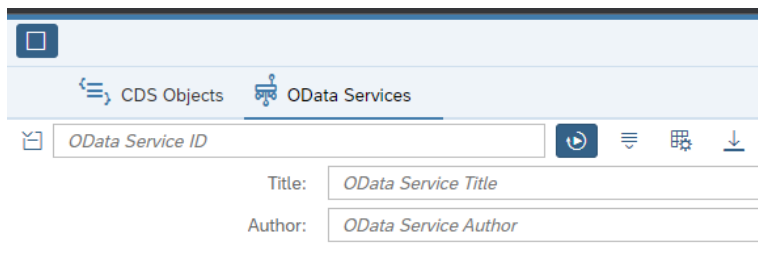 CDS Objects OData Services
OData Service ID
Title: OData Service Title
Author: OData Service Author